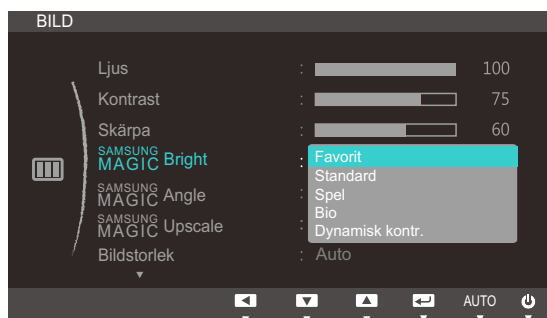 BILD
Ljus : 100
Kontrast : 75
Skärpa : 60
SAMSUNG MAGIC Bright : Favorit
Standard
SAMSUNG MAGIC Angle : Spel
Bio
SAMSUNG MAGIC Upscale : Dynamisk kontr.
Bildstorlek : Auto
AUTO